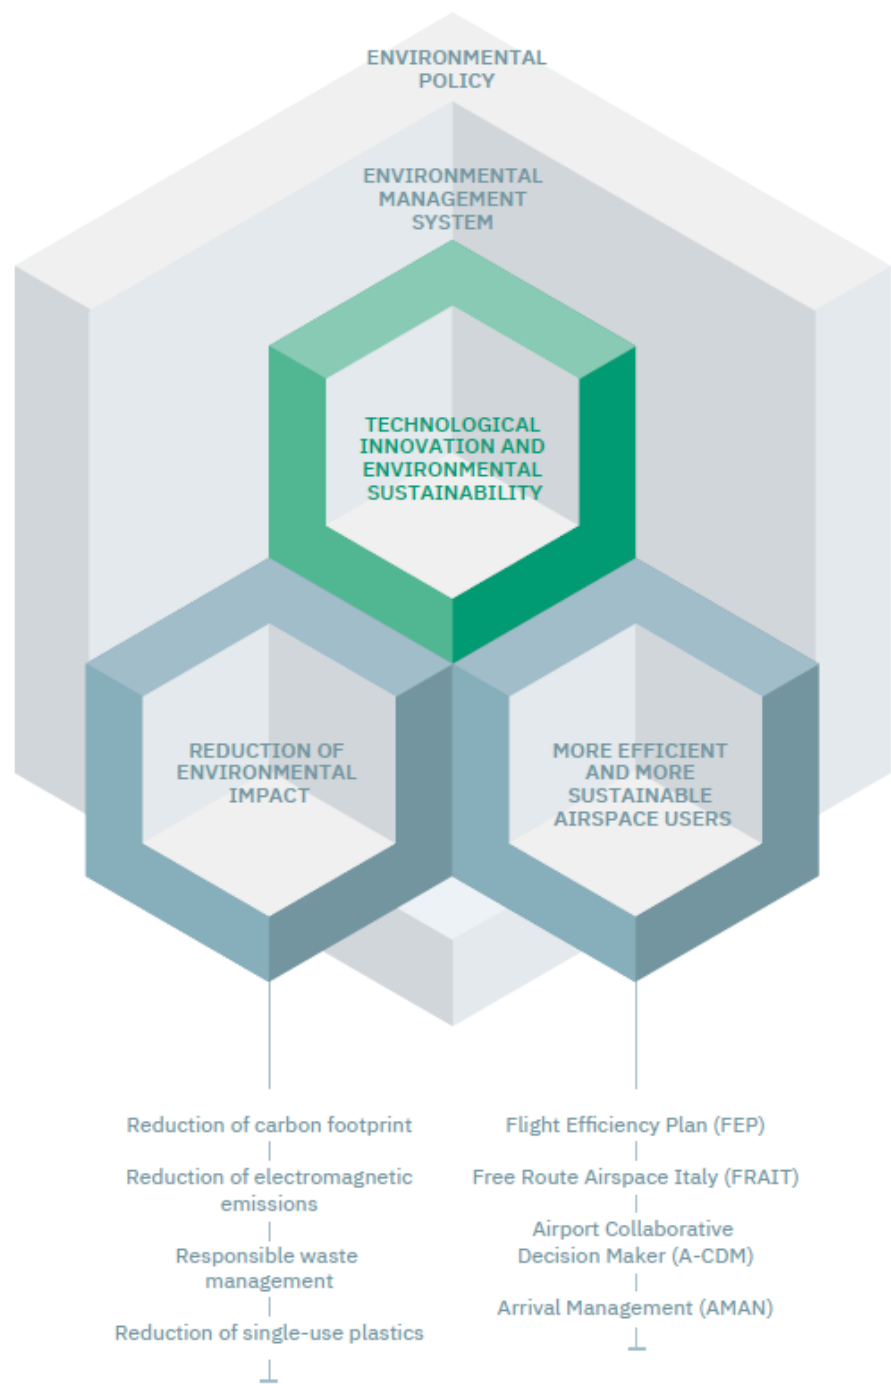 ENVIRONMENTAL
POLICY
ENVIRONMENTAL
MANAGEMENT
SYSTEM
TECHNOLOGICAL
INNOVATION AND
ENVIRONMENTAL
SUSTAINABILITY
REDUCTION OF
ENVIRONMENTAL
IMPACT
MORE EFFICIENT
AND MORE
SUSTAINABLE
AIRSPACE USERS
Reduction of carbon footprint
Reduction of electromagnetic
emissions
Responsible waste
management
Reduction of single-use plastics
Flight Efficiency Plan (FEP)
Free Route Airspace Italy (FRAIT)
Airport Collaborative
Decision Maker (A-CDM)
Arrival Management (AMAN)